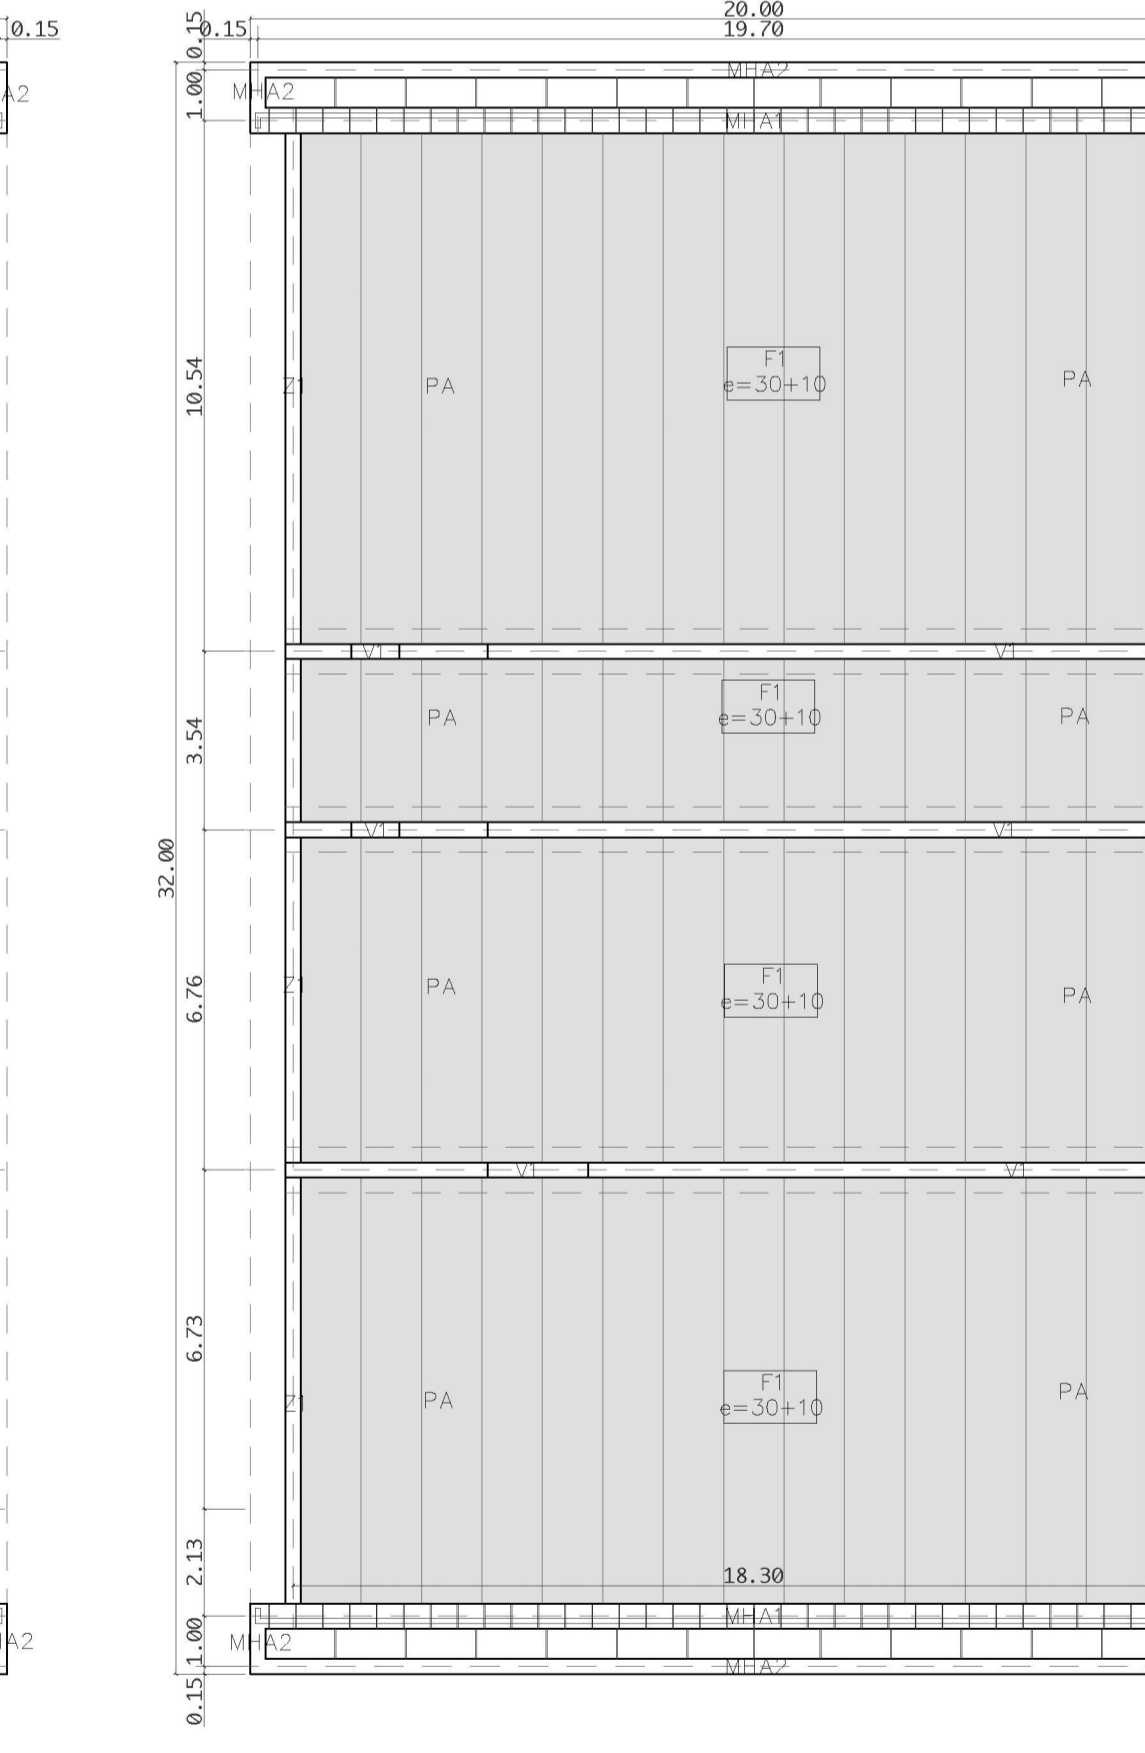 20.00
0.15
0.15
0.15
19.70
MHA2
A2
MHA2
1.00
MHA1
10.54
F1
e=30+10
Z1
PA
PA
V1
V1
F1
e=30+10
PA
PA
3.54
V1
V1
32.00
F1
e=30+10
Z1
PA
PA
6.76
V1
V1
6.73
F1
e=30+10
Z1
PA
PA
2.13
18.30
MHA1
1.00
HA2
MHA2
MHA2
0.15